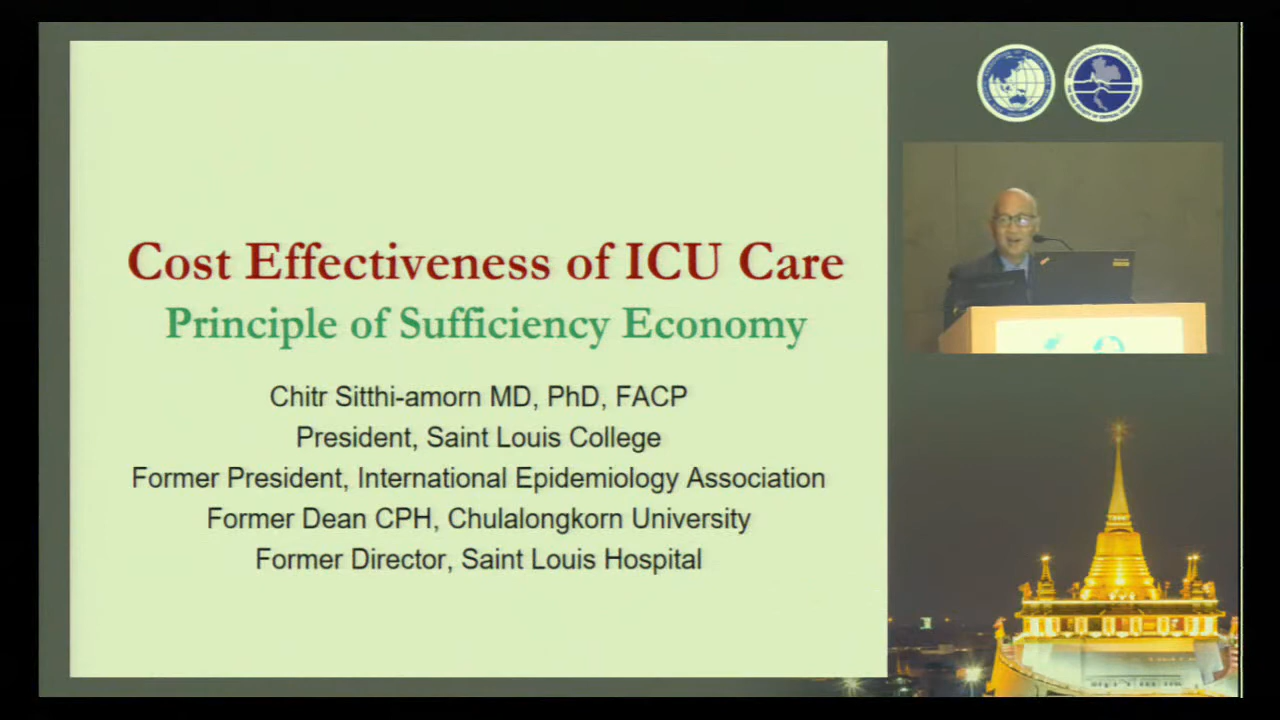 Cost Effectiveness of ICU Care
Principle of Sufficiency Economy
Chitr Sitthi-amorn MD, PhD, FACP
President, Saint Louis College
Former President, International Epidemiology Association
Former Dean CPH, Chulalongkorn University
Former Director, Saint Louis Hospital